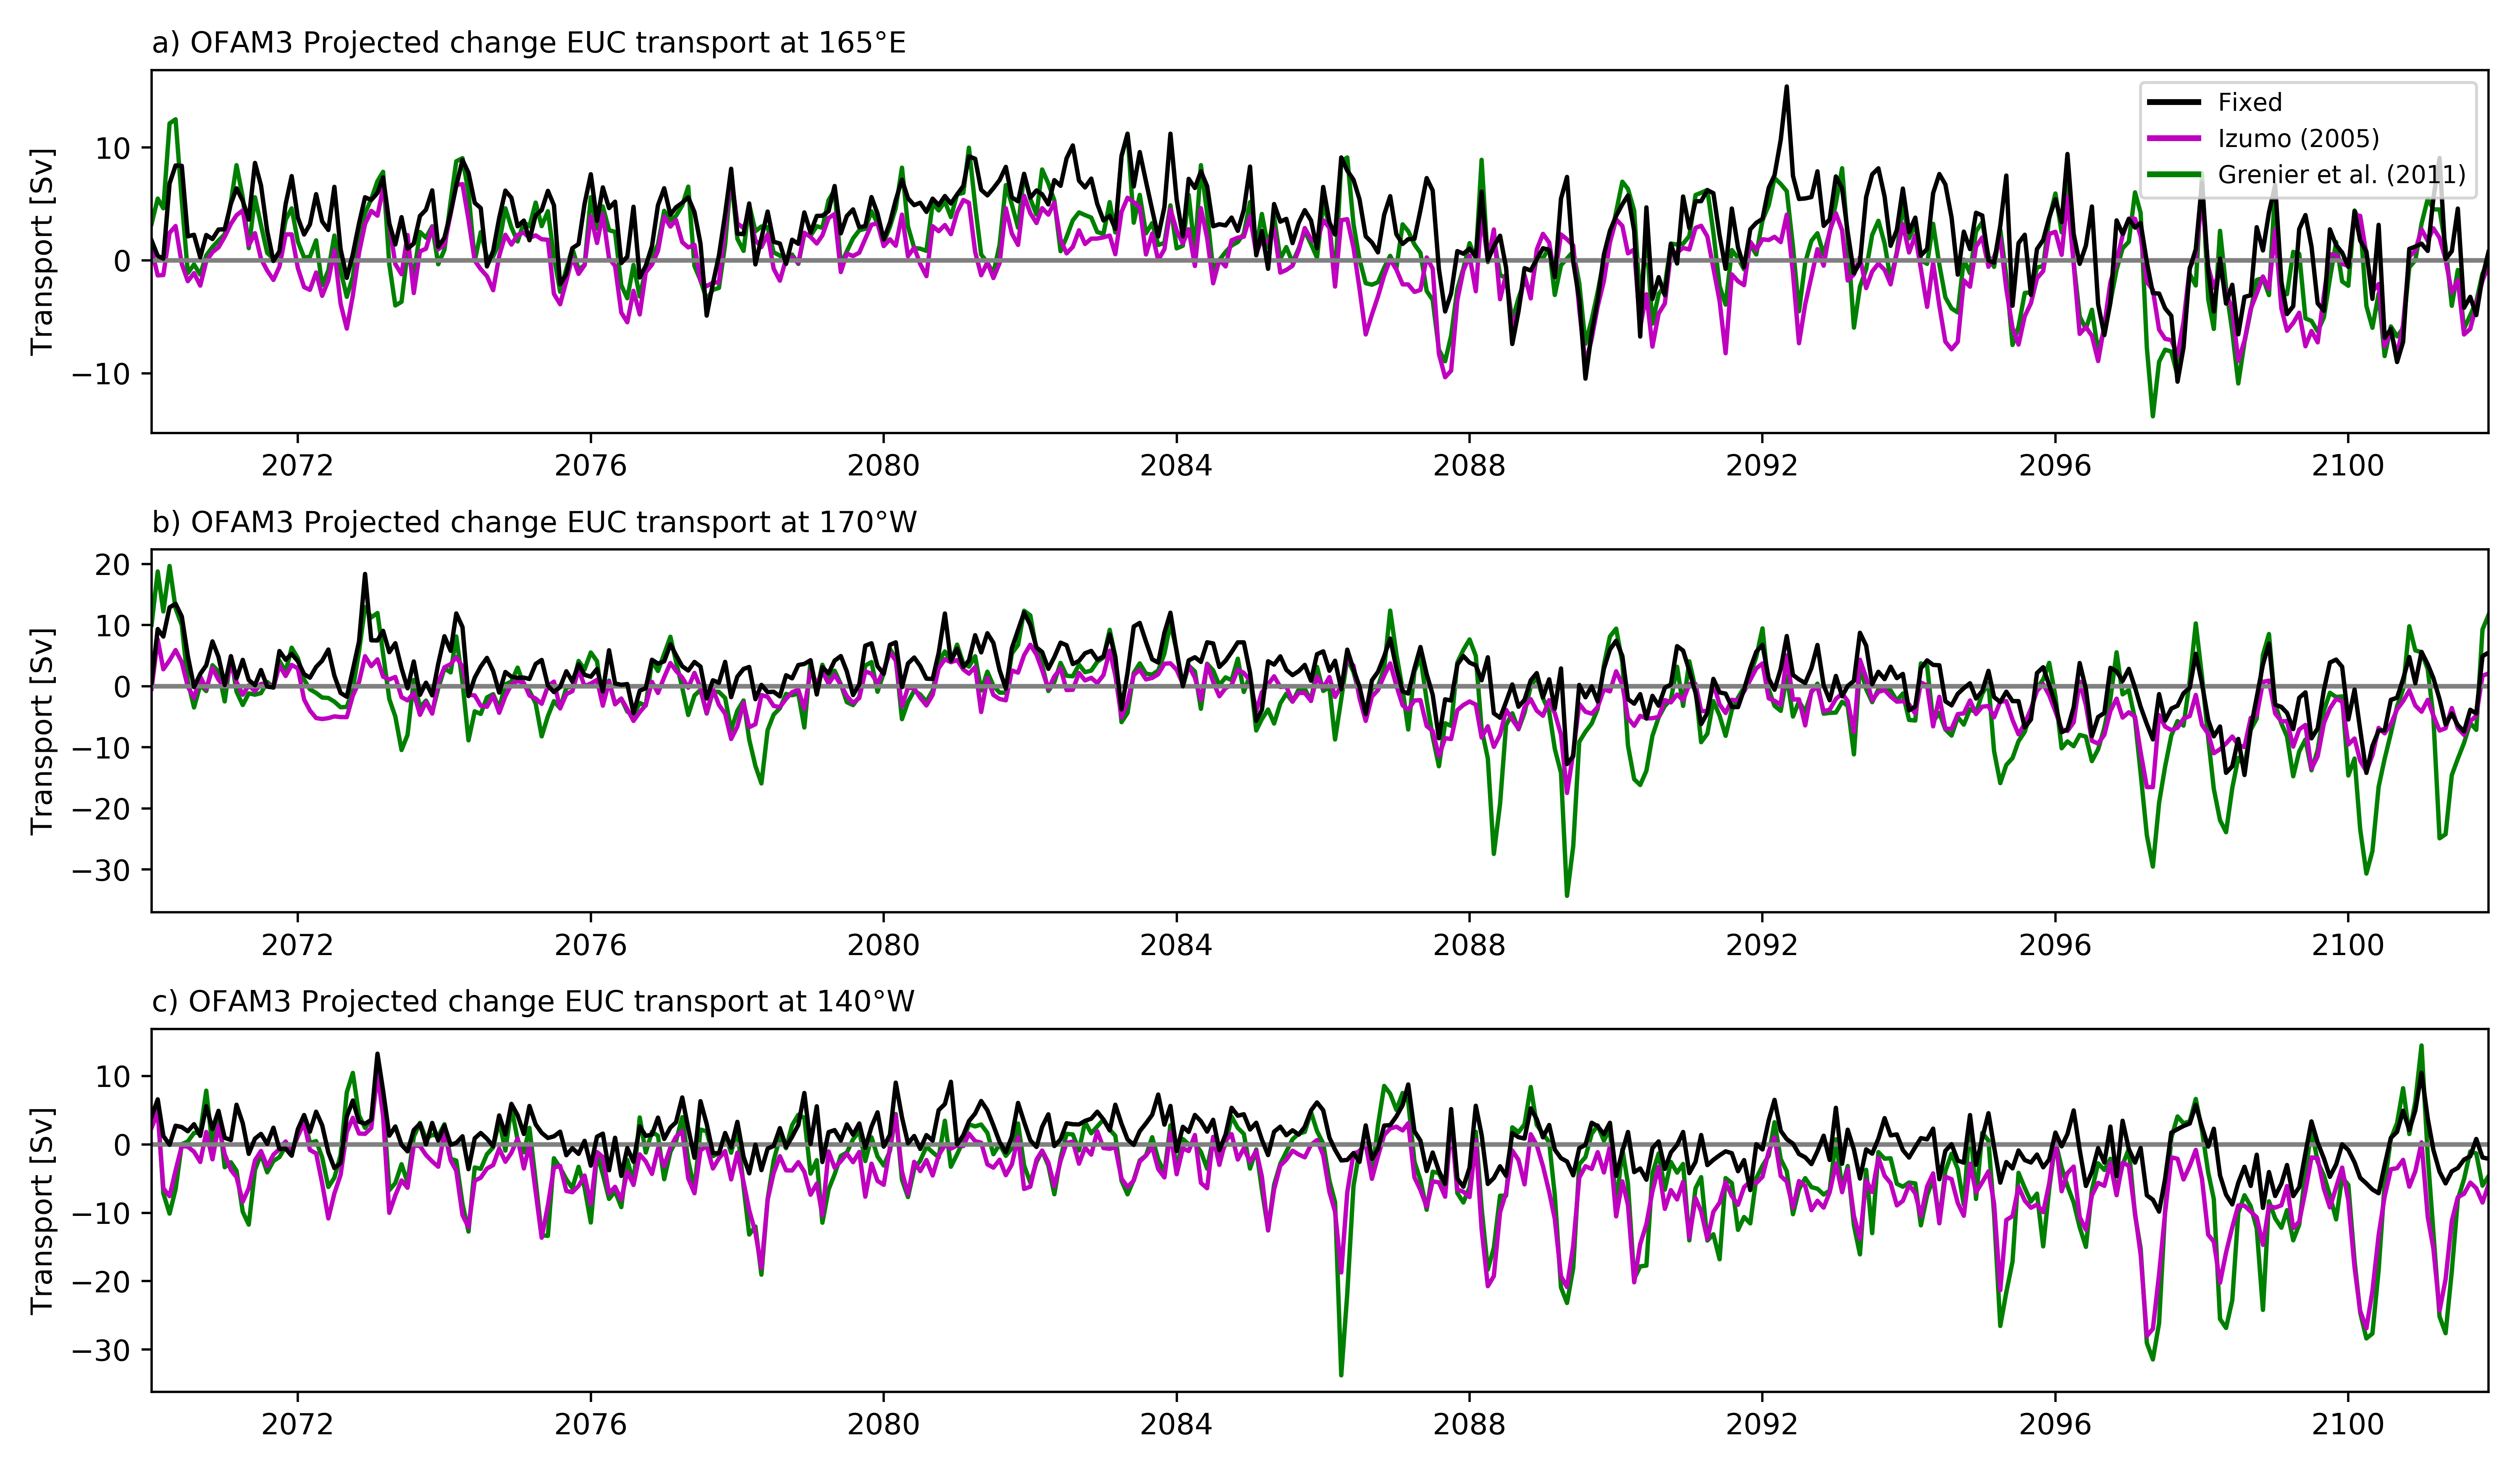 a) OFAM3 Projected change EUC transport at 165°E
Transport [Sv]
10
0
−10
Fixed
Izumo (2005)
Grenier et al. (2011)
2072 2076 2080 2084 2088 2092 2096 2100
b) OFAM3 Projected change EUC transport at 170°W
Transport [Sv]
20
10
0
−10
−20
−30
2072 2076 2080 2084 2088 2092 2096 2100
c) OFAM3 Projected change EUC transport at 140°W
Transport [Sv]
10
0
−10
−20
−30
2072 2076 2080 2084 2088 2092 2096 2100